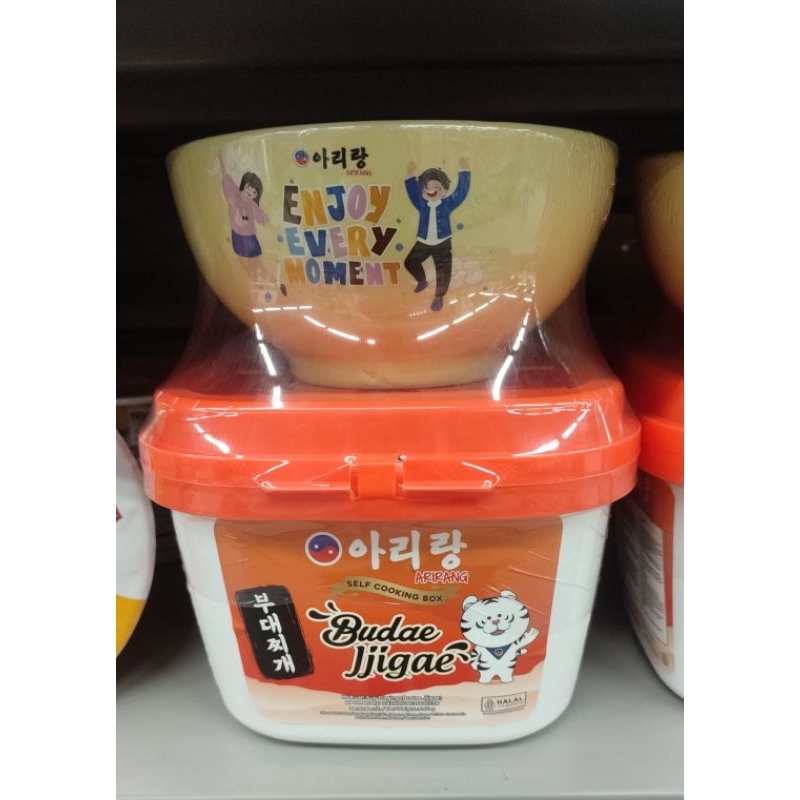 아리랑
ARIRANG
ENJOY
EVERY
MOMENT
아리랑
ARIRANG
SELF COOKING BOX
부대찌개
Budae
Jjigae
HALAL